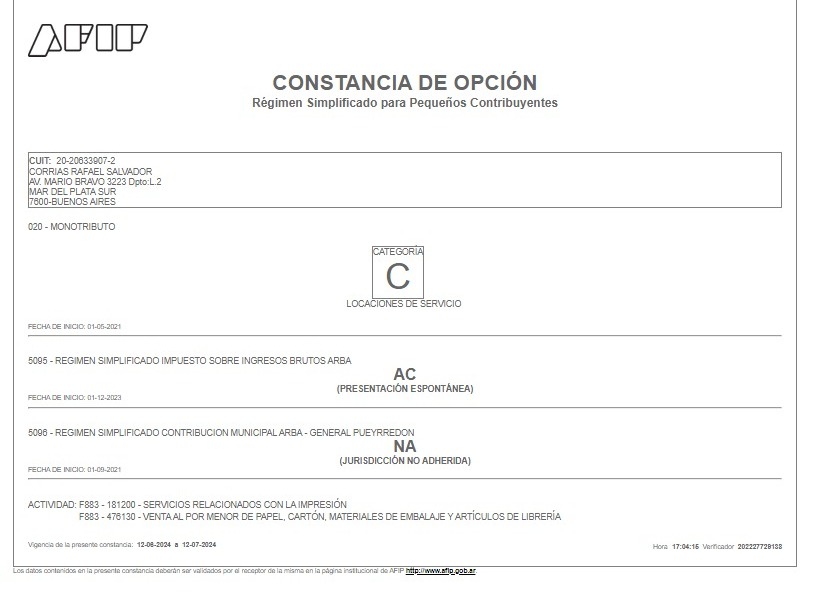 AFIP
CONSTANCIA DE OPCIÓN
Régimen Simplificado para Pequeños Contribuyentes
CUIT: 20-20633907-2
CORRIAS RAFAEL SALVADOR
AV. MARIO BRAVO 3223 Dpto:L.2
MAR DEL PLATA SUR
7600-BUENOS AIRES
020 - MONOTRIBUTO
CATEGORÍA
C
LOCACIONES DE SERVICIO
FECHA DE INICIO: 01-05-2021
5095 - REGIMEN SIMPLIFICADO IMPUESTO SOBRE INGRESOS BRUTOS ARBA
AC
(PRESENTACIÓN ESPONTÁNEA)
FECHA DE INICIO: 01-12-2023
5096 - REGIMEN SIMPLIFICADO CONTRIBUCION MUNICIPAL ARBA - GENERAL PUEYRREDON
NA
(JURISDICCIÓN NO ADHERIDA)
FECHA DE INICIO: 01-09-2021
ACTIVIDAD: F883 - 181200 - SERVICIOS RELACIONADOS CON LA IMPRESIÓN
F883 - 476130 - VENTA AL POR MENOR DE PAPEL, CARTÓN, MATERIALES DE EMBALAJE Y ARTÍCULOS DE LIBRERÍA
Vigencia de la presente constancia: 12-06-2024 a 12-07-2024
Hora 17:04:15 Verificador 202227729138
Los datos contenidos en la presente constancia deberán ser validados por el receptor de la misma en la página institucional de AFIP http://www.afip.gob.ar.